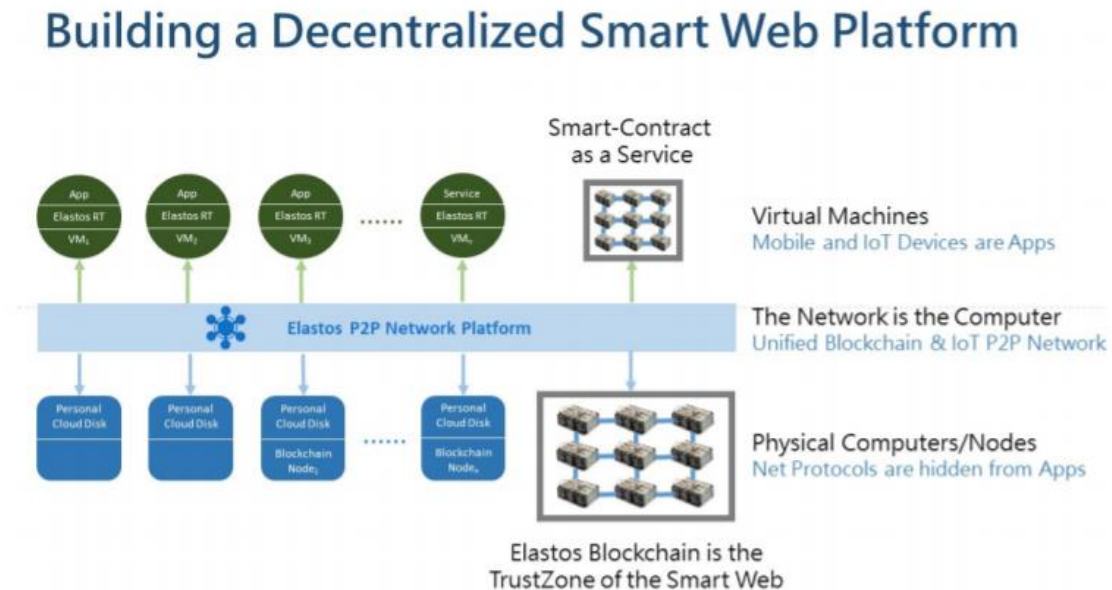 Building a Decentralized Smart Web Platform
Smart-Contract
as a Service
App
Elastos RT
VM₁
App
Elastos RT
VM₂
App
Elastos RT
VM₃
......
Service
Elastos RT
VMₙ
Virtual Machines
Mobile and IoT Devices are Apps
Elastos P2P Network Platform
The Network is the Computer
Unified Blockchain & IoT P2P Network
Personal
Cloud Disk
Personal
Cloud Disk
Personal
Cloud Disk
Blockchain
Node₁
......
Personal
Cloud Disk
Blockchain
Nodeₙ
Physical Computers/Nodes
Net Protocols are hidden from Apps
Elastos Blockchain is the
TrustZone of the Smart Web